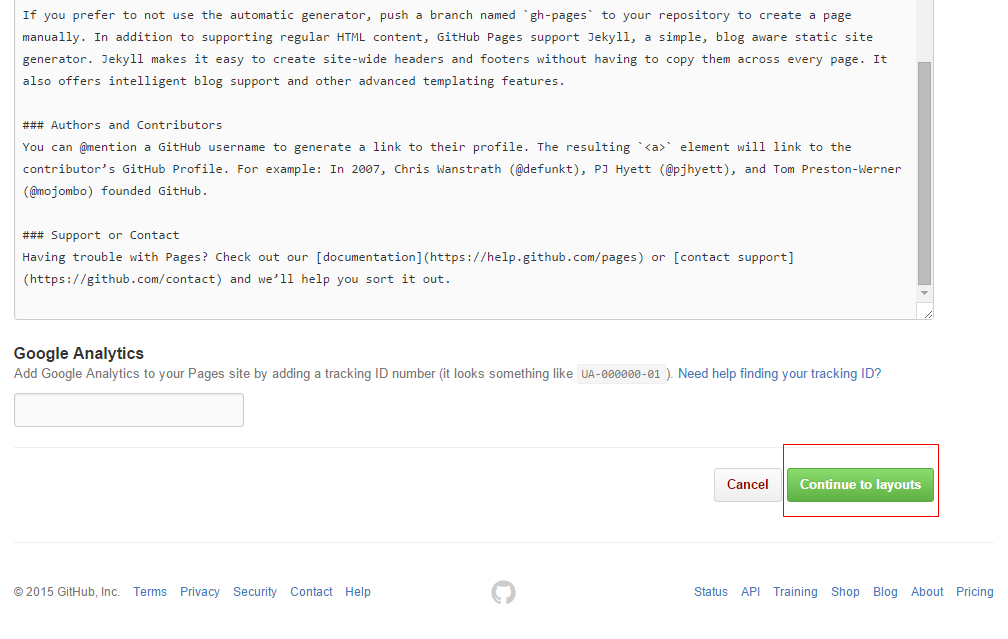 If you prefer to not use the automatic generator, push a branch named `gh-pages` to your repository to create a page
manually. In addition to supporting regular HTML content, GitHub Pages support Jekyll, a simple, blog aware static site
generator. Jekyll makes it easy to create site-wide headers and footers without having to copy them across every page. It
also offers intelligent blog support and other advanced templating features.
### Authors and Contributors
You can @mention a GitHub username to generate a link to their profile. The resulting `<a>` element will link to the
contributor’s GitHub Profile. For example: In 2007, Chris Wanstrath (@defunkt), PJ Hyett (@pjhyett), and Tom Preston-Werner
(@mojombo) founded GitHub.
### Support or Contact
Having trouble with Pages? Check out our [documentation](https://help.github.com/pages) or [contact support]
(https://github.com/contact) and we’ll help you sort it out.
Google Analytics
Add Google Analytics to your Pages site by adding a tracking ID number (it looks something like UA-000000-01 ). Need help finding your tracking ID?
Cancel Continue to layouts
© 2015 GitHub, Inc. Terms Privacy Security Contact Help Status API Training Shop Blog About Pricing